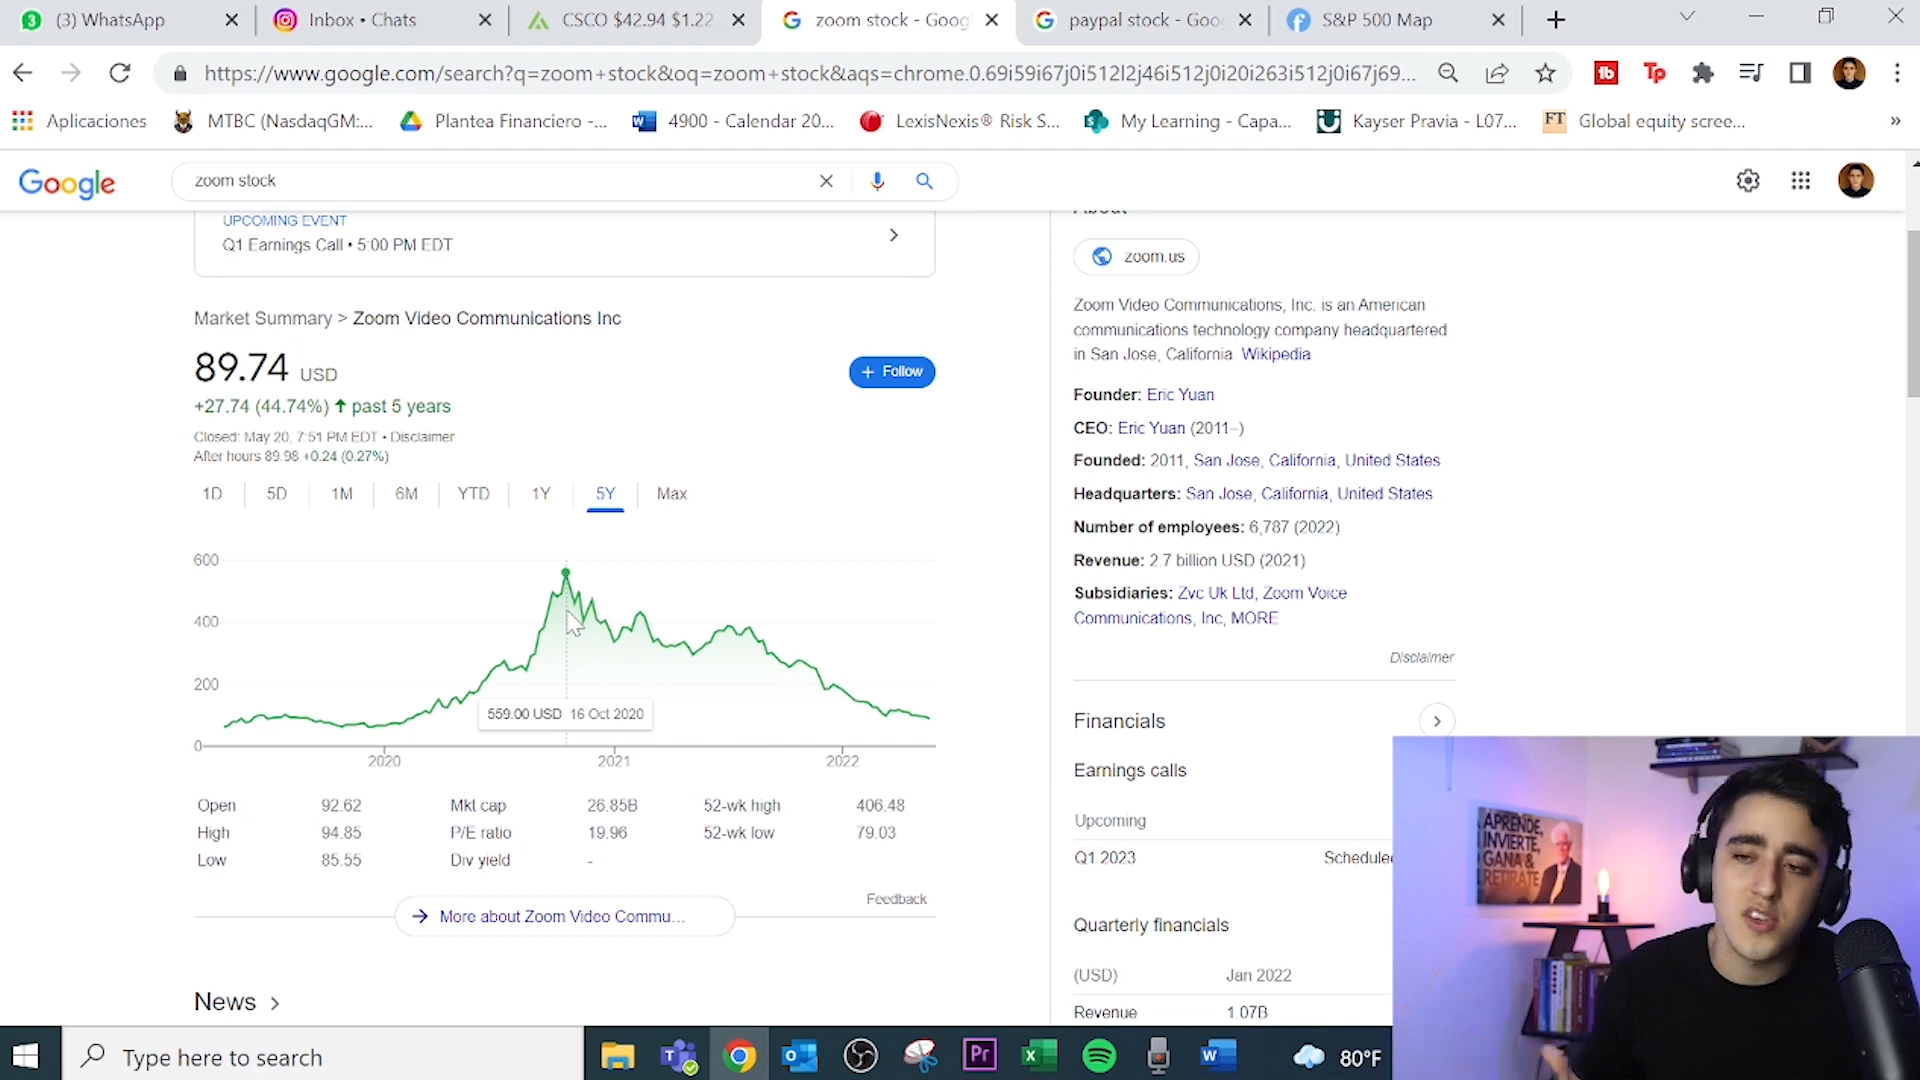 (3) WhatsApp
Inbox • Chats
CSCO $42.94 $1.22
zoom stock - Goog
paypal stock - Goog
S&P 500 Map
https://www.google.com/search?q=zoom+stock&oq=zoom+stock&aqs=chrome.0.69i59i67j0i512l2j46i512j0i20i263i512j0i67j69...
Aplicaciones
MTBC (NasdaqGM:...
Plantea Financiero -...
4900 - Calendar 20...
LexisNexis® Risk S...
My Learning - Capa...
Kayser Pravia - L07...
FT
Global equity scree...
»
Google
zoom stock
UPCOMING EVENT
Q1 Earnings Call • 5:00 PM EDT
Market Summary > Zoom Video Communications Inc
89.74 USD
+ Follow
+27.74 (44.74%) ↑ past 5 years
Closed: May 20, 7:51 PM EDT • Disclaimer
After hours 89.98 +0.24 (0.27%)
1D 5D 1M 6M YTD 1Y 5Y Max
600
400
200
0
559.00 USD 16 Oct 2020
2020 2021 2022
Open 92.62 Mkt cap 26.85B 52-wk high 406.48
High 94.85 P/E ratio 19.96 52-wk low 79.03
Low 85.55 Div yield -
Feedback
→ More about Zoom Video Commu...
News >
About
zoom.us
Zoom Video Communications, Inc. is an American
communications technology company headquartered
in San Jose, California. Wikipedia
Founder: Eric Yuan
CEO: Eric Yuan (2011–)
Founded: 2011, San Jose, California, United States
Headquarters: San Jose, California, United States
Number of employees: 6,787 (2022)
Revenue: 2.7 billion USD (2021)
Subsidiaries: Zvc Uk Ltd, Zoom Voice
Communications, Inc, MORE
Disclaimer
Financials
Earnings calls
Upcoming
Q1 2023 Scheduled
Quarterly financials
(USD) Jan 2022
Revenue 1.07B
APRENDE,
INVIERTE,
GANA &
RETIRATE
Type here to search
Pr
80°F